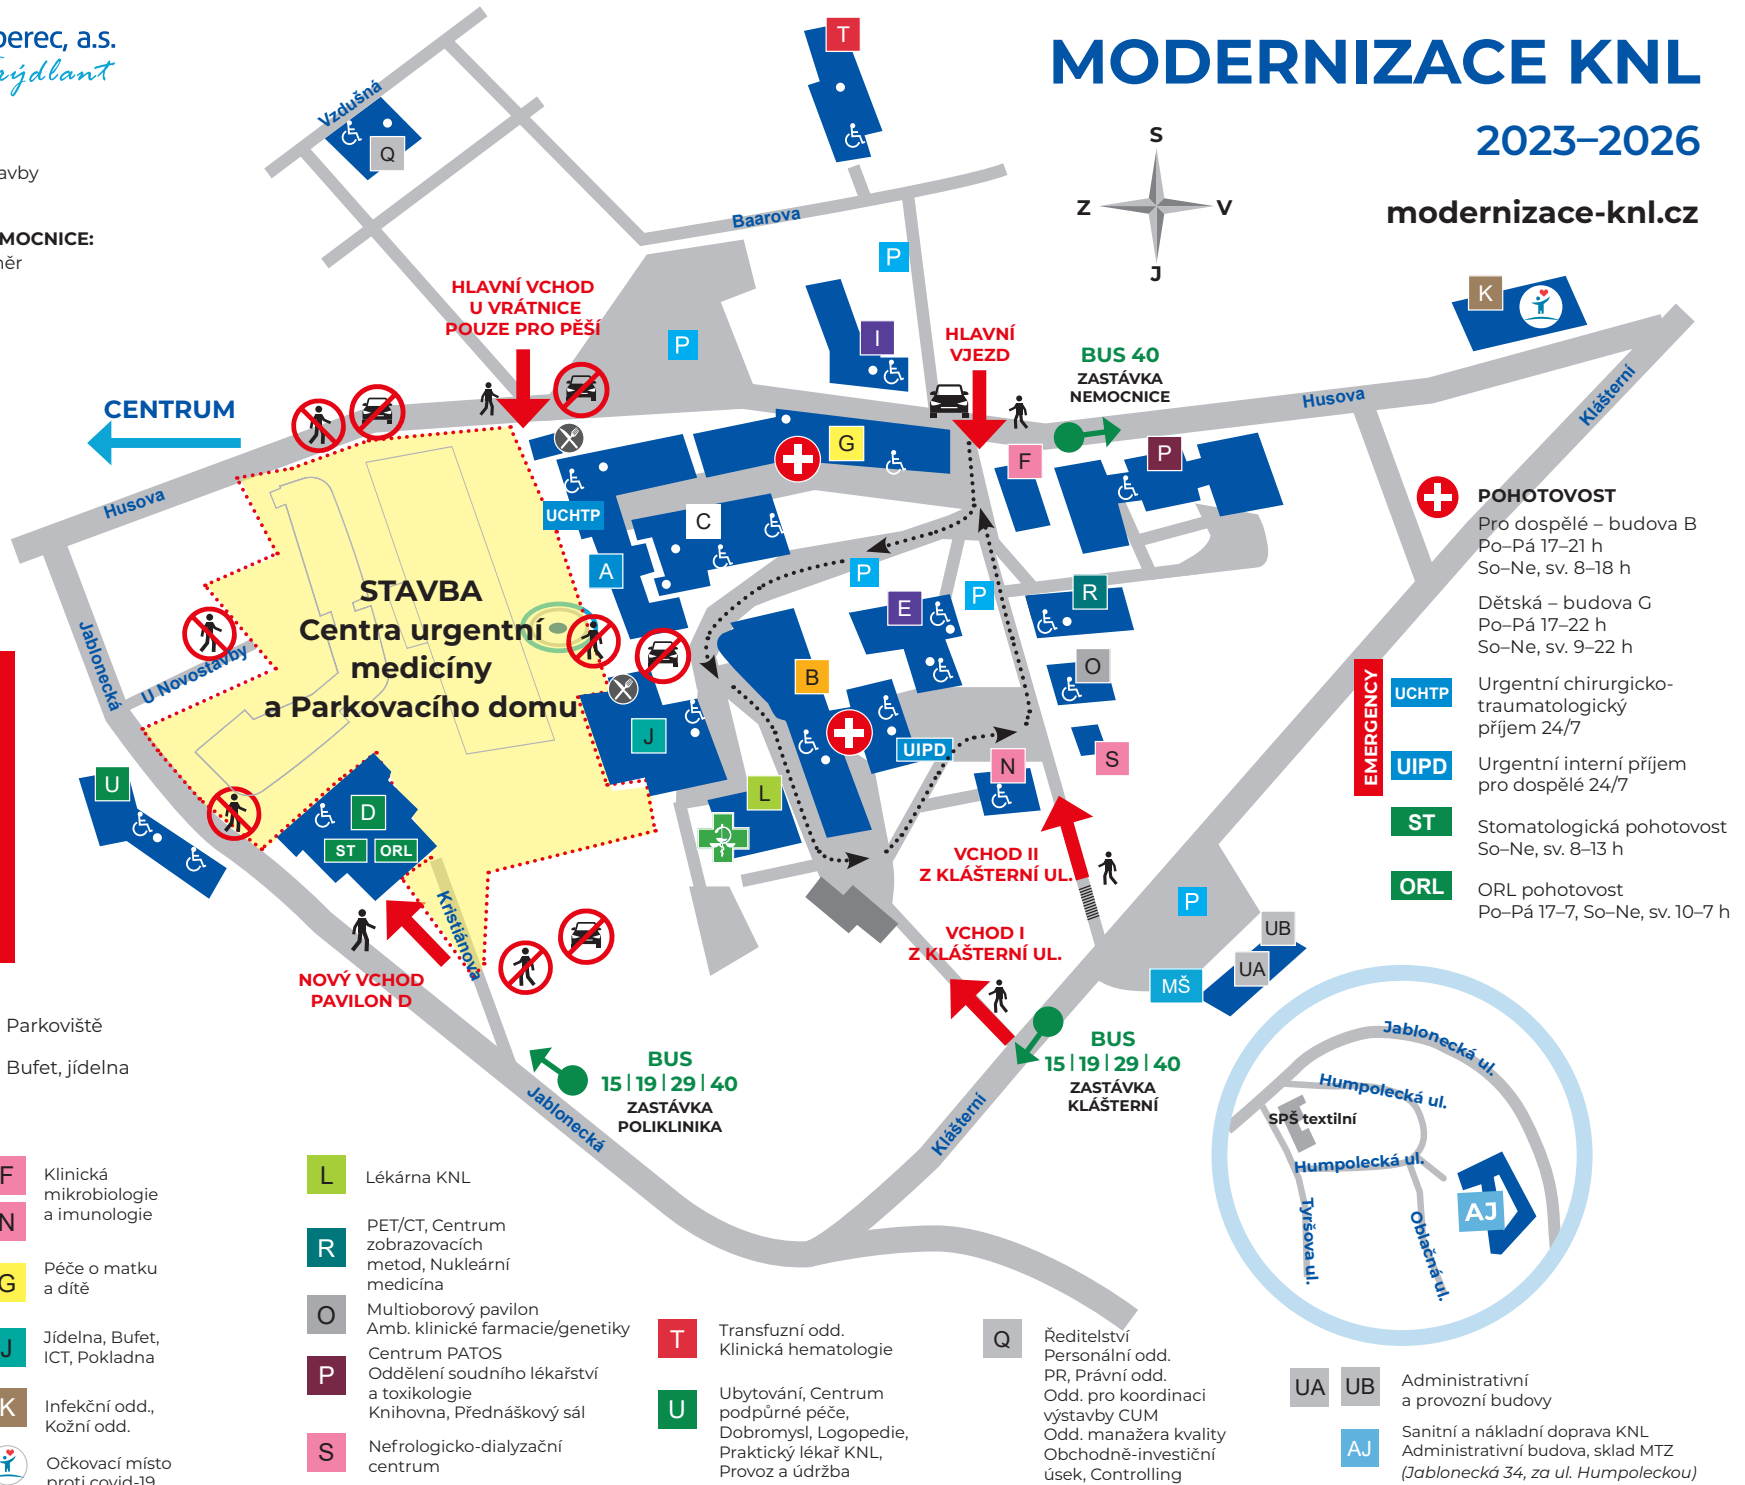 perec, a.s.
rýdlant
MODERNIZACE KNL
2023–2026
modernizace-knl.cz
avby
MOCNICE:
něr
S
Z
V
J
T
Vzdušná
Q
Baarova
P
HLAVNÍ VCHOD
U VRÁTNICE
POUZE PRO PĚŠÍ
P
I
HLAVNÍ
VJEZD
BUS 40
ZASTÁVKA
NEMOCNICE
K
Husova
Klášterní
CENTRUM
Husova
G
F
P
UCHTP
C
A
P
E
P
R
O
S
N
B
UIPD
J
L
STAVBA
Centra urgentní
medicíny
a Parkovacího domu
Jablonecká
U Novostavby
U
D
ST
ORL
Kristiánova
NOVÝ VCHOD
PAVILON D
VCHOD II
Z KLÁŠTERNÍ UL.
VCHOD I
Z KLÁŠTERNÍ UL.
P
UB
UA
MŠ
POHOTOVOST
Pro dospělé – budova B
Po–Pá 17–21 h
So–Ne, sv. 8–18 h
Dětská – budova G
Po–Pá 17–22 h
So–Ne, sv. 9–22 h
EMERGENCY
UCHTP
Urgentní chirurgicko-
traumatologický
příjem 24/7
UIPD
Urgentní interní příjem
pro dospělé 24/7
ST
Stomatologická pohotovost
So–Ne, sv. 8–13 h
ORL
ORL pohotovost
Po–Pá 17–7, So–Ne, sv. 10–7 h
BUS
15 | 19 | 29 | 40
ZASTÁVKA
POLIKLINIKA
Jablonecká
BUS
15 | 19 | 29 | 40
ZASTÁVKA
KLÁŠTERNÍ
Klášterní
Jablonecká ul.
Humpolecká ul.
SPŠ textilní
Humpolecká ul.
Tyršova ul.
Oblačná ul.
AJ
Parkoviště
Bufet, jídelna
F
N
Klinická
mikrobiologie
a imunologie
G
Péče o matku
a dítě
J
Jídelna, Bufet,
ICT, Pokladna
K
Infekční odd.,
Kožní odd.
Očkovací místo
proti covid-19
L
Lékárna KNL
R
PET/CT, Centrum
zobrazovacích
metod, Nukleární
medicína
O
Multioborový pavilon
Amb. klinické farmacie/genetiky
P
Centrum PATOS
Oddělení soudního lékařství
a toxikologie
Knihovna, Přednáškový sál
S
Nefrologicko-dialyzační
centrum
T
Transfuzní odd.
Klinická hematologie
U
Ubytování, Centrum
podpůrné péče,
Dobromysl, Logopedie,
Praktický lékař KNL,
Provoz a údržba
Q
Ředitelství
Personální odd.
PR, Právní odd.
Odd. pro koordinaci
výstavby CUM
Odd. manažera kvality
Obchodně-investiční
úsek, Controlling
UA
UB
Administrativní
a provozní budovy
AJ
Sanitní a nákladní doprava KNL
Administrativní budova, sklad MTZ
(Jablonecká 34, za ul. Humpoleckou)